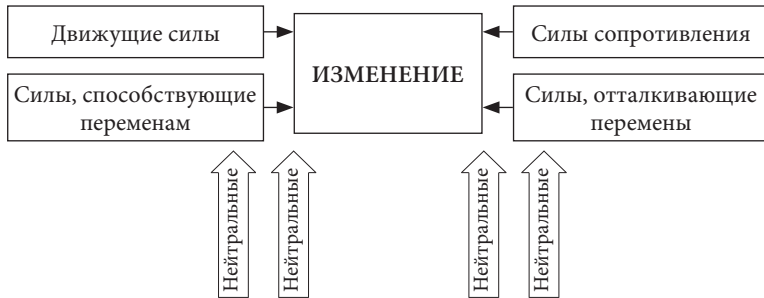 Движущие силы
Силы, способствующие
переменам
ИЗМЕНЕНИЕ
Силы сопротивления
Силы, отталкивающие
перемены
Нейтральные
Нейтральные
Нейтральные
Нейтральные